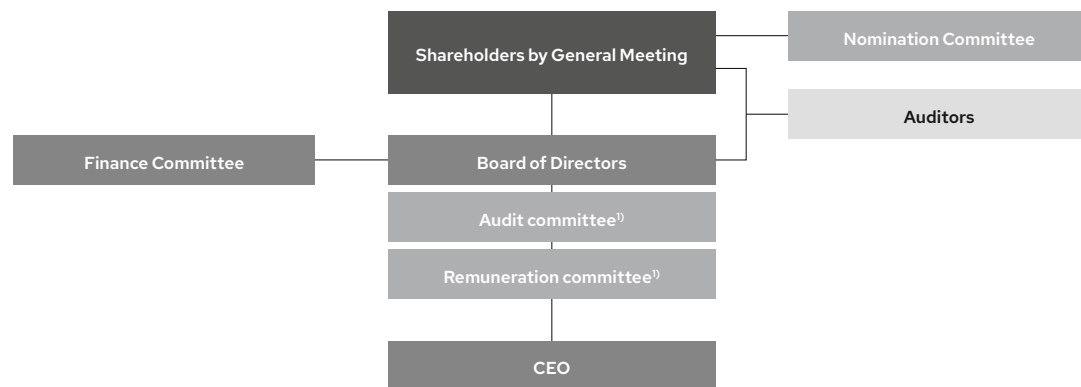 Shareholders by General Meeting
Nomination Committee
Auditors
Finance Committee
Board of Directors
Audit committee¹⁾
Remuneration committee¹⁾
CEO